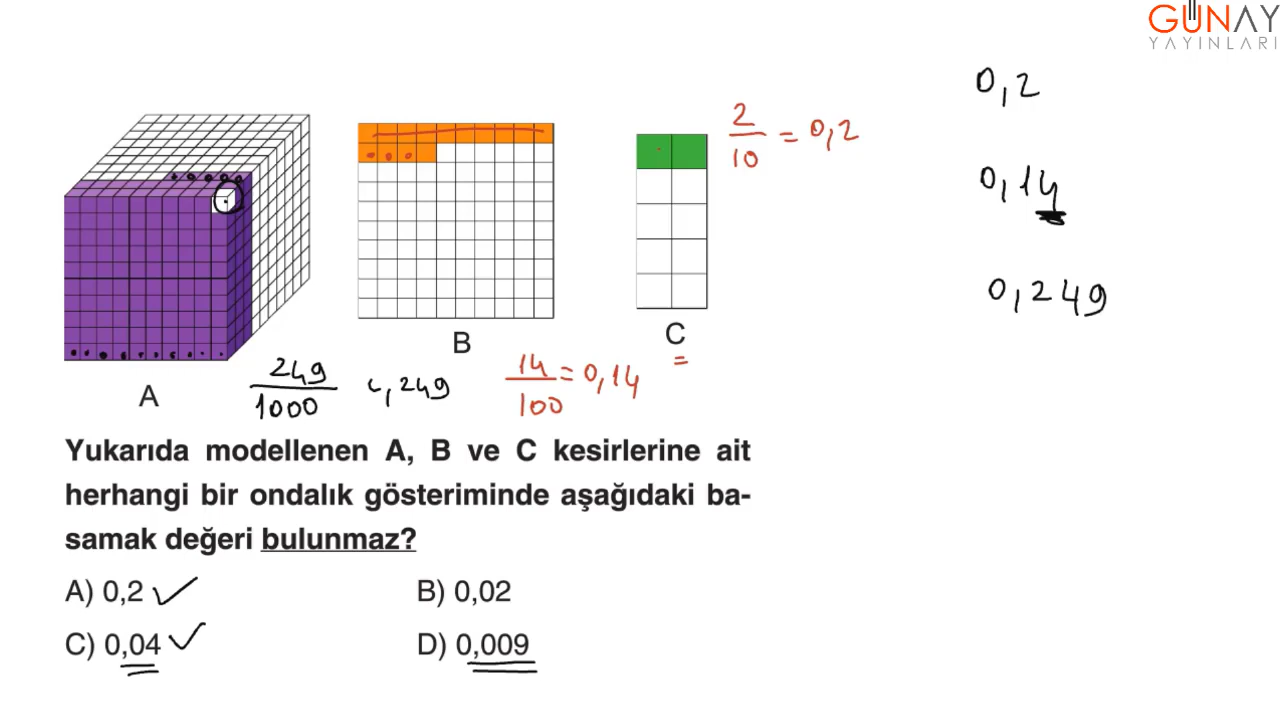 GÜNAY
YAYINLARI
0,2
0,14
0,249
2/10 = 0,2
A
B
C
=
249/1000 0,249
14/100 = 0,14
Yukarıda modellenen A, B ve C kesirlerine ait
herhangi bir ondalık gösteriminde aşağıdaki ba-
samak değeri bulunmaz?
A) 0,2 ✓
B) 0,02
C) 0,04 ✓
D) 0,009